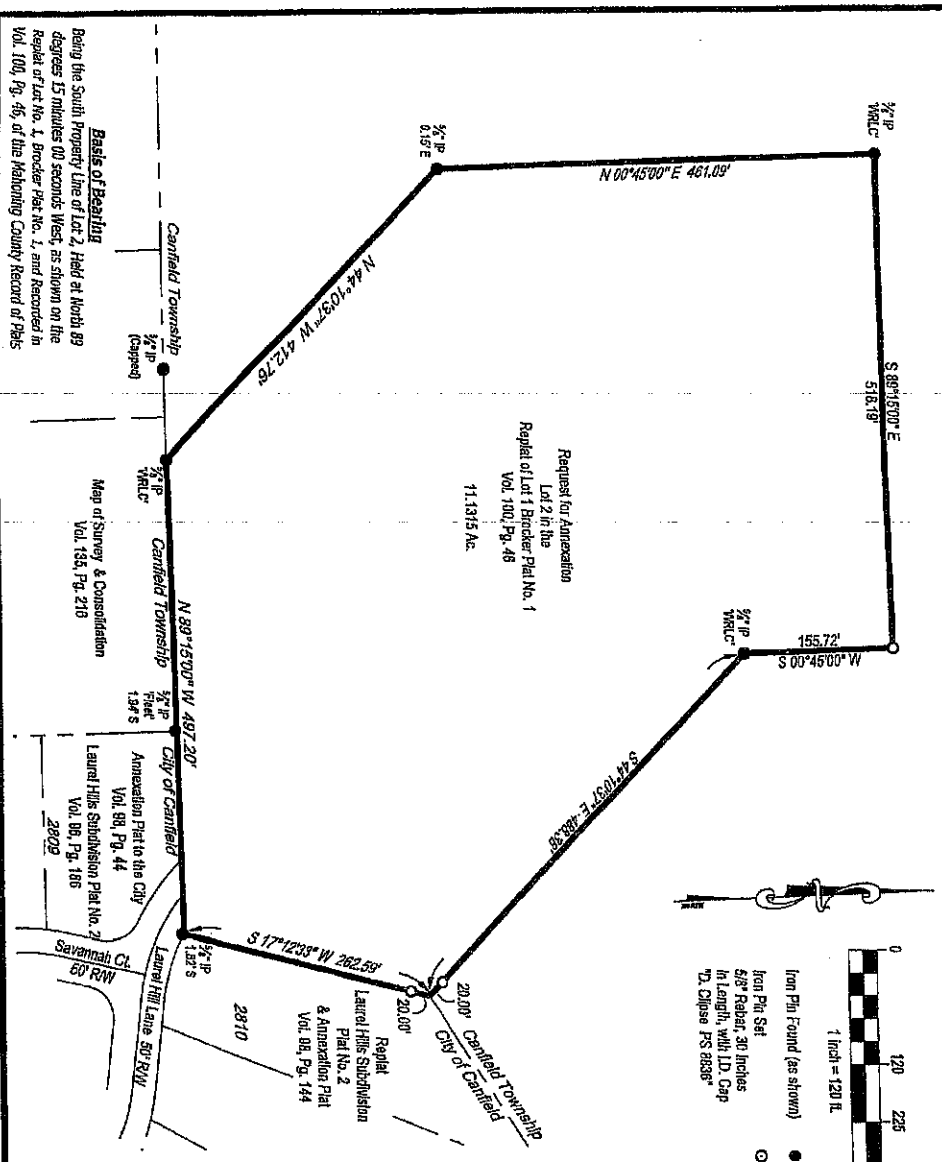 5/8" IP
'WRLC'
S 89°15'00" E
518.19'
N 00°45'00" E 461.09'
155.72'
S 00°45'00" W
5/8" IP
'WRLC'
5/8" IP
0.15' E
Request for Annexation
Lot 2 in the
Replat of Lot 1 Brocker Plat No. 1
Vol. 100, Pg. 46
11.1315 Ac.
N 44°10'37" W 412.76'
S 44°10'37" E 488.36'
0
120
225
1 inch = 120 ft.
Iron Pin Found (as shown)
Iron Pin Set
5/8" Rebar, 30 Inches
in Length, with I.D. Cap
"D. Clipse PS 8836"
20.00'
20.00'
Canfield Township
City of Canfield
S 17°12'33" W 262.59'
Replat
Laurel Hills Subdivision
Plat No. 2
& Annexation Plat
Vol. 98, Pg. 144
2810
Canfield Township
5/8" IP
(Capped)
5/8" IP
'WRLC'
Canfield Township
N 89°15'00" W 497.20'
5/8" IP
'Fleet'
1.94' S
City of Canfield
5/8" IP
1.82' S
Map of Survey & Consolidation
Vol. 135, Pg. 216
Annexation Plat to the City
Vol. 98, Pg. 44
Laurel Hills Subdivision Plat No. 2
Vol. 96, Pg. 186
2809
Savannah Ct.
60' R/W
Laurel Hill Lane 50' R/W
Basis of Bearing
Being the South Property Line of Lot 2, Held at North 89
degrees 15 minutes 00 seconds West, as shown on the
Replat of Lot No. 1, Brocker Plat No. 1, and Recorded in
Vol. 100, Pg. 46, of the Mahoning County Record of Plats